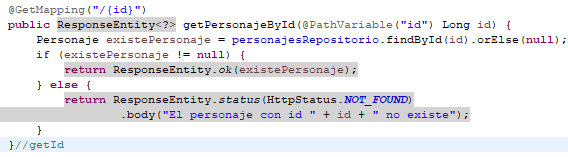 @GetMapping("/{id}")
public ResponseEntity<?> getPersonajeById(@PathVariable("id") Long id) {
Personaje existePersonaje = personajesRepositorio.findById(id).orElse(null);
if (existePersonaje != null) {
return ResponseEntity.ok(existePersonaje);
} else {
return ResponseEntity.status(HttpStatus.NOT_FOUND)
.body("El personaje con id " + id + " no existe");
}
}//getId